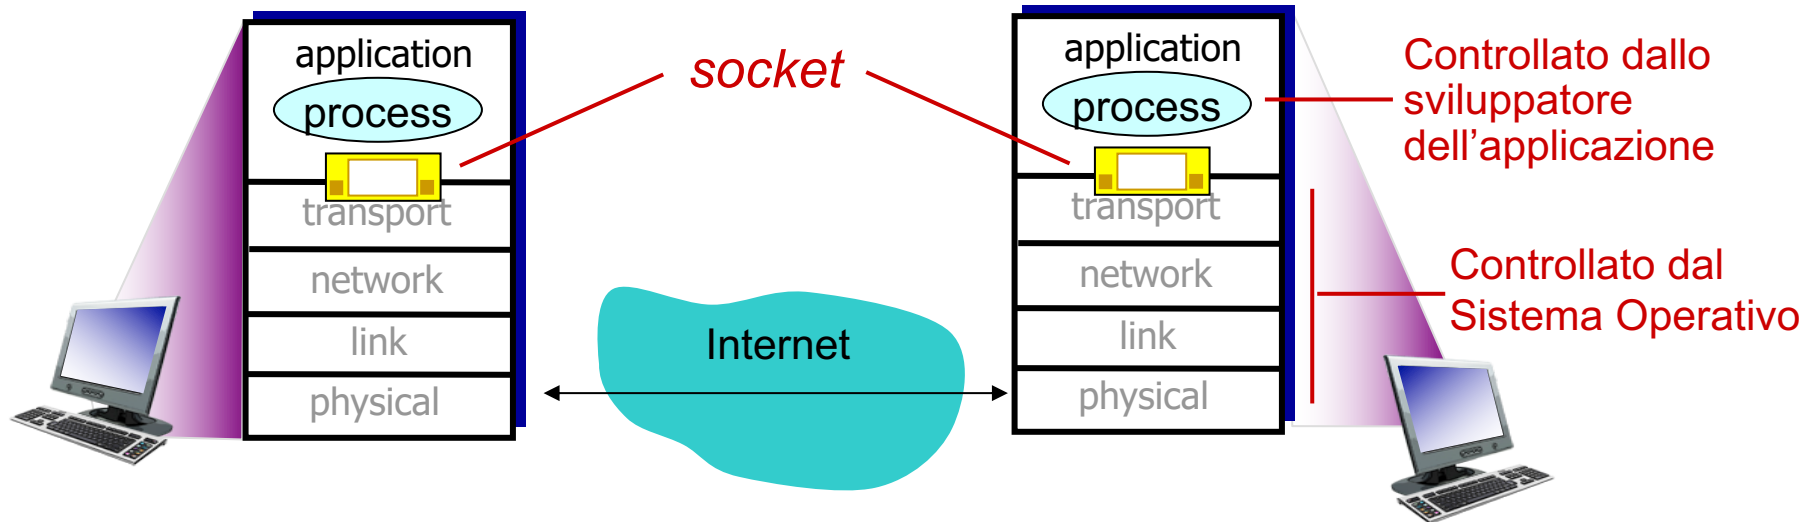 application
process
transport
network
link
physical
socket
Internet
application
process
transport
network
link
physical
Controllato dallo
sviluppatore
dell’applicazione
Controllato dal
Sistema Operativo